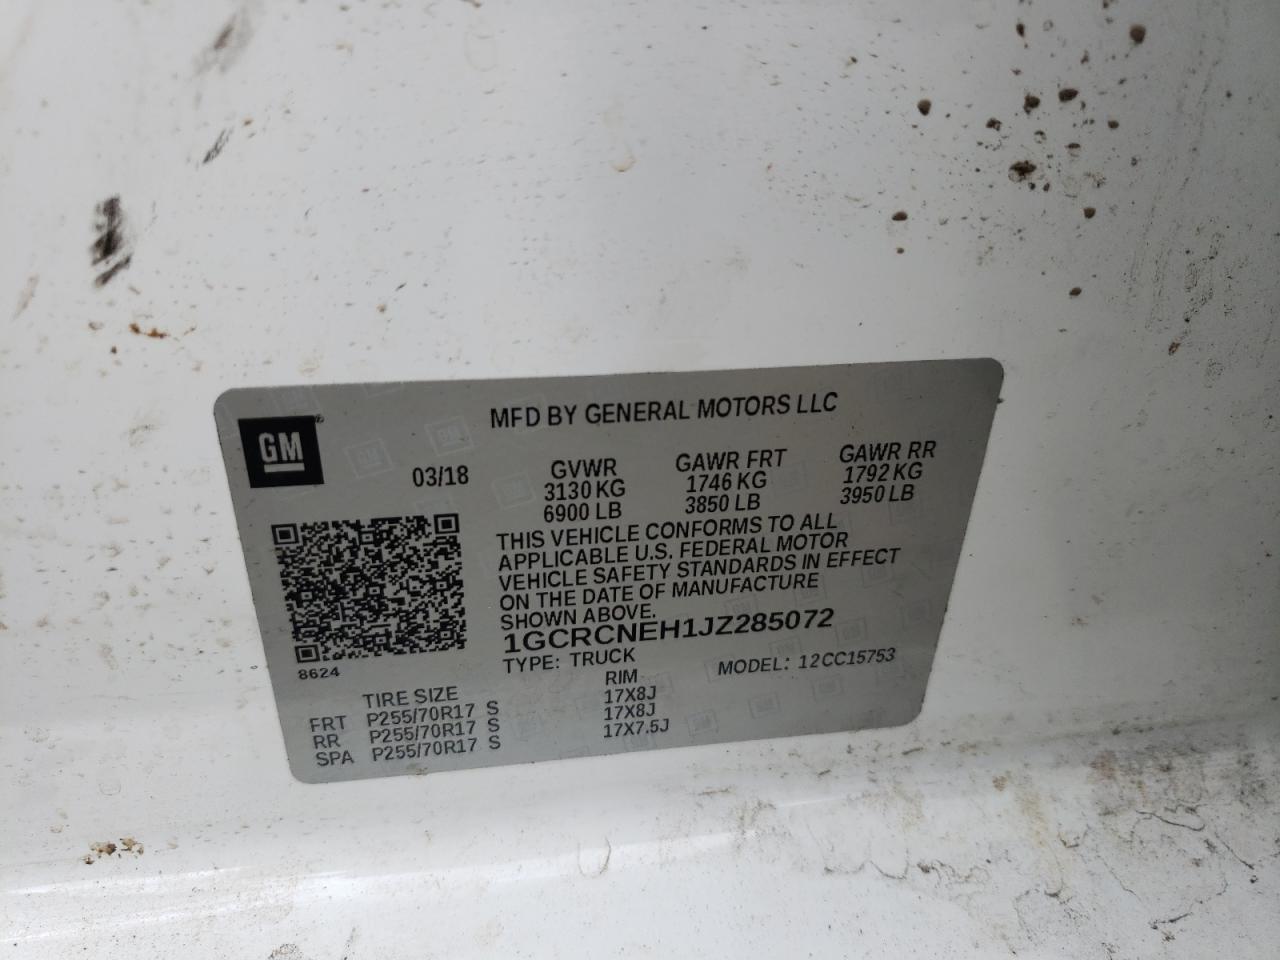 MFD BY GENERAL MOTORS LLC
GM
03/18
GVWR GAWR FRT GAWR RR
3130 KG 1746 KG 1792 KG
6900 LB 3850 LB 3950 LB
THIS VEHICLE CONFORMS TO ALL
APPLICABLE U.S. FEDERAL MOTOR
VEHICLE SAFETY STANDARDS IN EFFECT
ON THE DATE OF MANUFACTURE
SHOWN ABOVE.
1GCRCNEH1JZ285072
8624
TYPE: TRUCK MODEL: 12CC15753
TIRE SIZE RIM
FRT P255/70R17 S 17X8J
RR P255/70R17 S 17X8J
SPA P255/70R17 S 17X7.5J